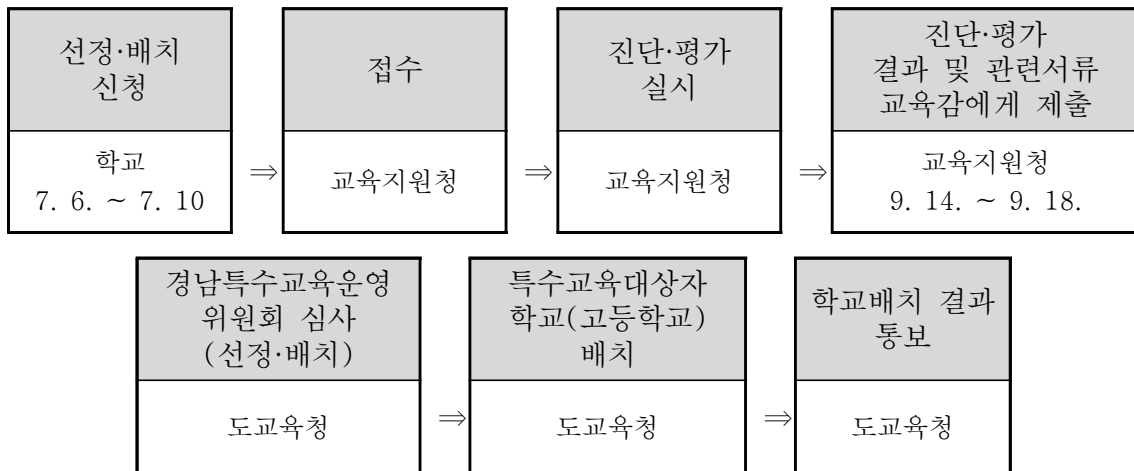 선정·배치
신청
학교
7. 6. ~ 7. 10
⇒
접수
교육지원청
⇒
진단·평가
실시
교육지원청
⇒
진단·평가
결과 및 관련서류
교육감에게 제출
교육지원청
9. 14. ~ 9. 18.
경남특수교육운영
위원회 심사
(선정·배치)
도교육청
⇒
특수교육대상자
학교(고등학교)
배치
도교육청
⇒
학교배치 결과
통보
도교육청